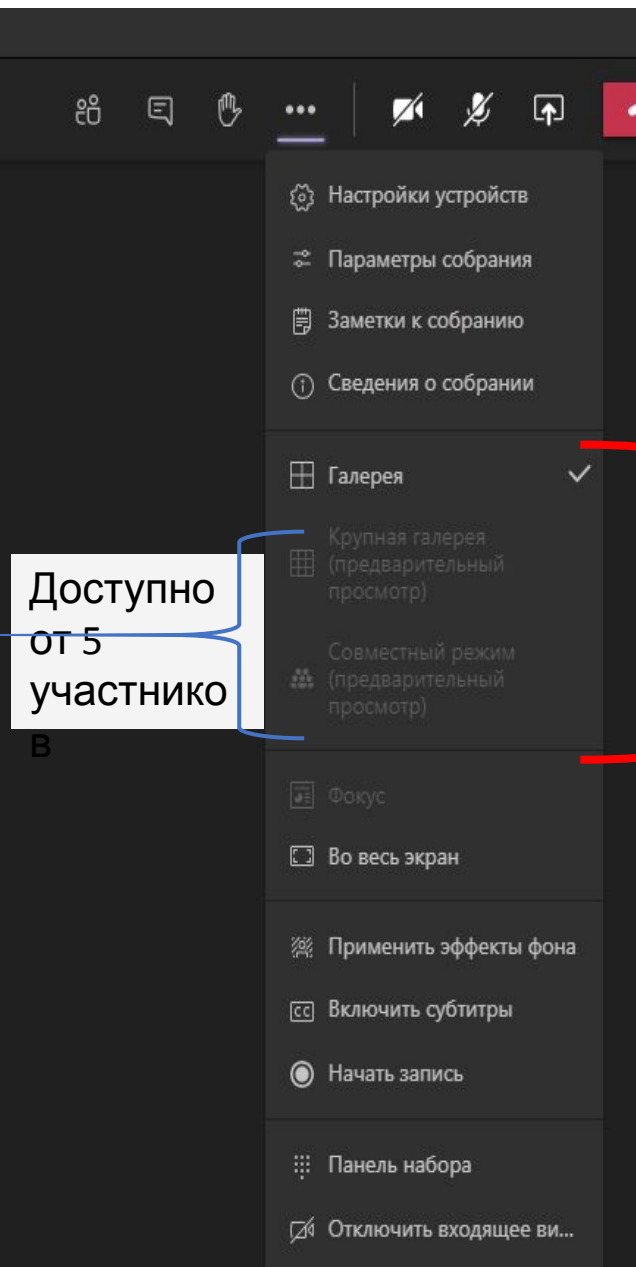 Настройки устройств
Параметры собрания
Заметки к собранию
Сведения о собрании
Галерея
Крупная галерея
(предварительный
просмотр)
Совместный режим
(предварительный
просмотр)
Доступно
от 5
участнико
в
Фокус
Во весь экран
Применить эффекты фона
CC Включить субтитры
Начать запись
Панель набора
Отключить входящее ви...